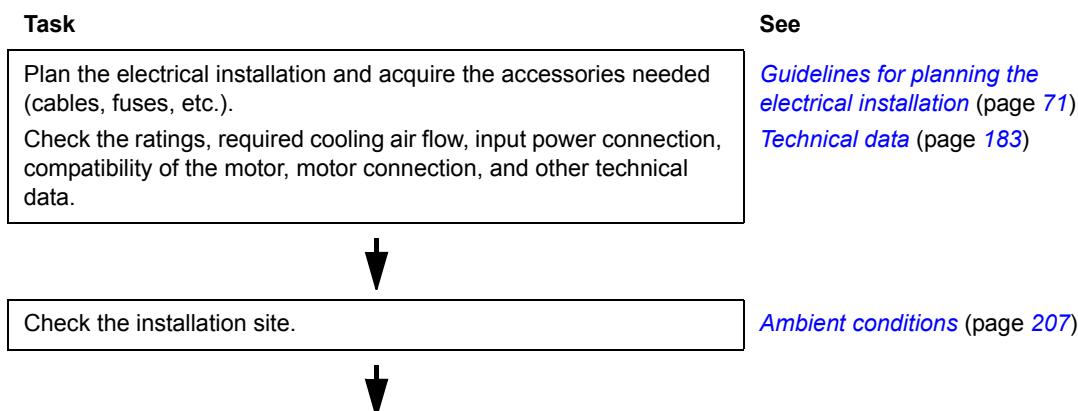 Task See
Plan the electrical installation and acquire the accessories needed
(cables, fuses, etc.).
Check the ratings, required cooling air flow, input power connection,
compatibility of the motor, motor connection, and other technical
data.
Guidelines for planning the
electrical installation (page 71)
Technical data (page 183)
Check the installation site.
Ambient conditions (page 207)